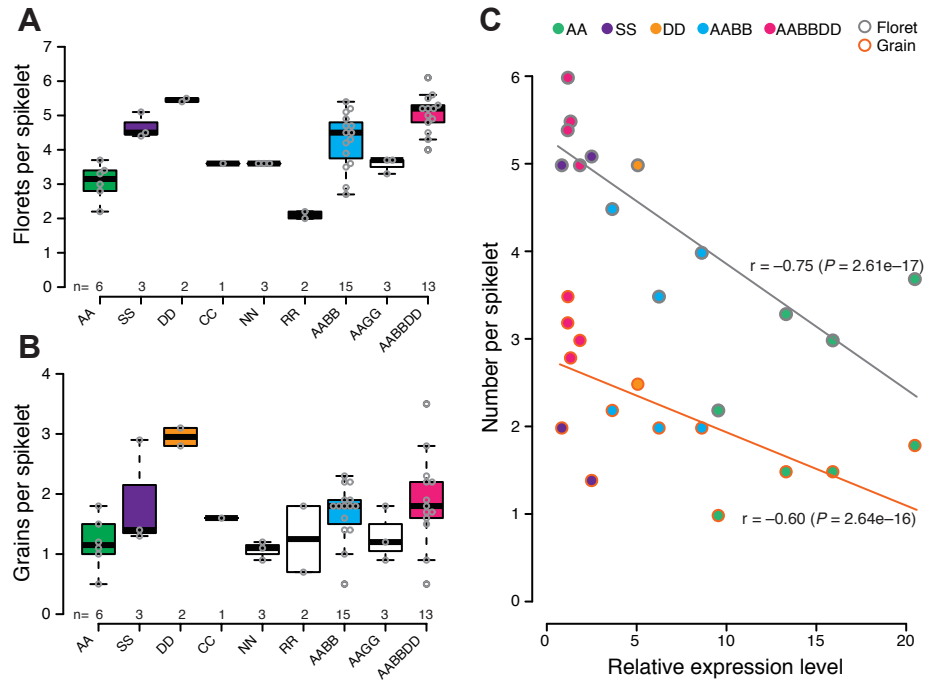 A
Florets per spikelet
7
6
5
4
3
2
1
0
n= 6 3 2 1 3 2 15 3 13
AA SS DD CC NN RR AABB AAGG AABBDD
B
Grains per spikelet
4
3
2
1
0
n= 6 3 2 1 3 2 15 3 13
AA SS DD CC NN RR AABB AAGG AABBDD
C
AA SS DD AABB AABBDD Floret
Grain
Number per spikelet
6
5
4
3
2
1
0
r = –0.75 (P = 2.61e–17)
r = –0.60 (P = 2.64e–16)
0 5 10 15 20
Relative expression level